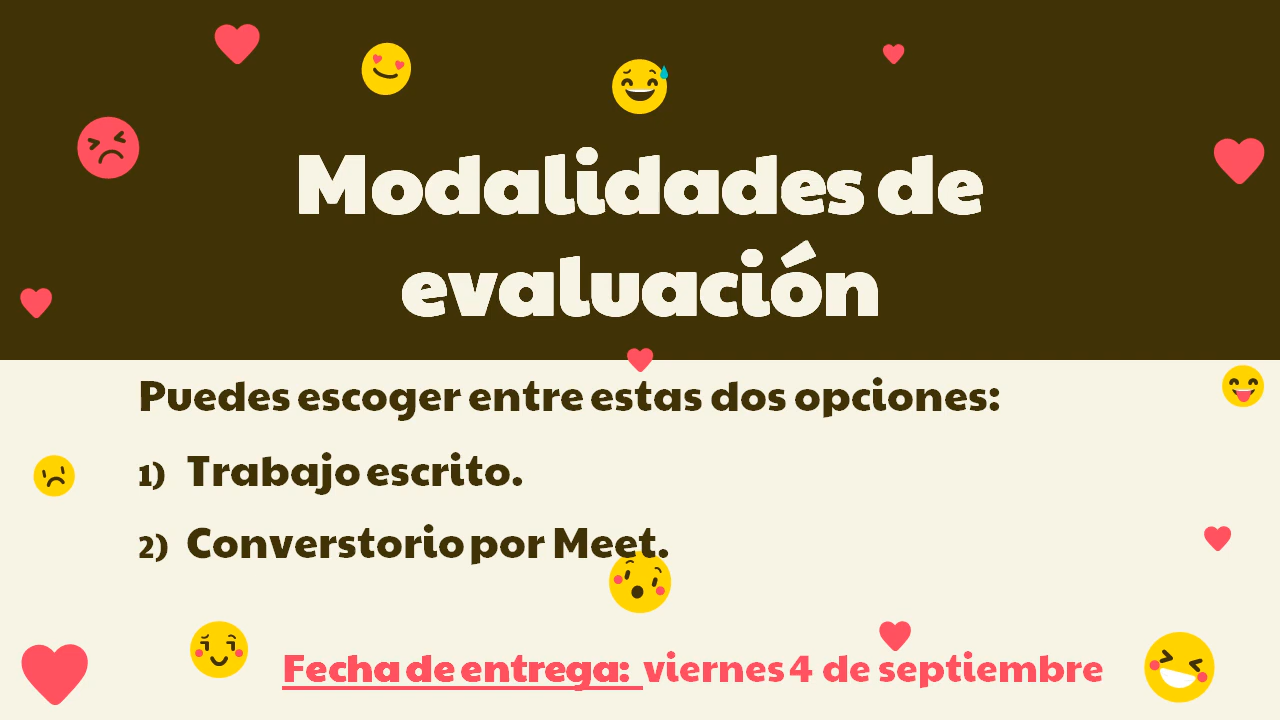 Modalidades de
evaluación
Puedes escoger entre estas dos opciones:
1) Trabajo escrito.
2) Converstorio por Meet.
Fecha de entrega: viernes 4 de septiembre